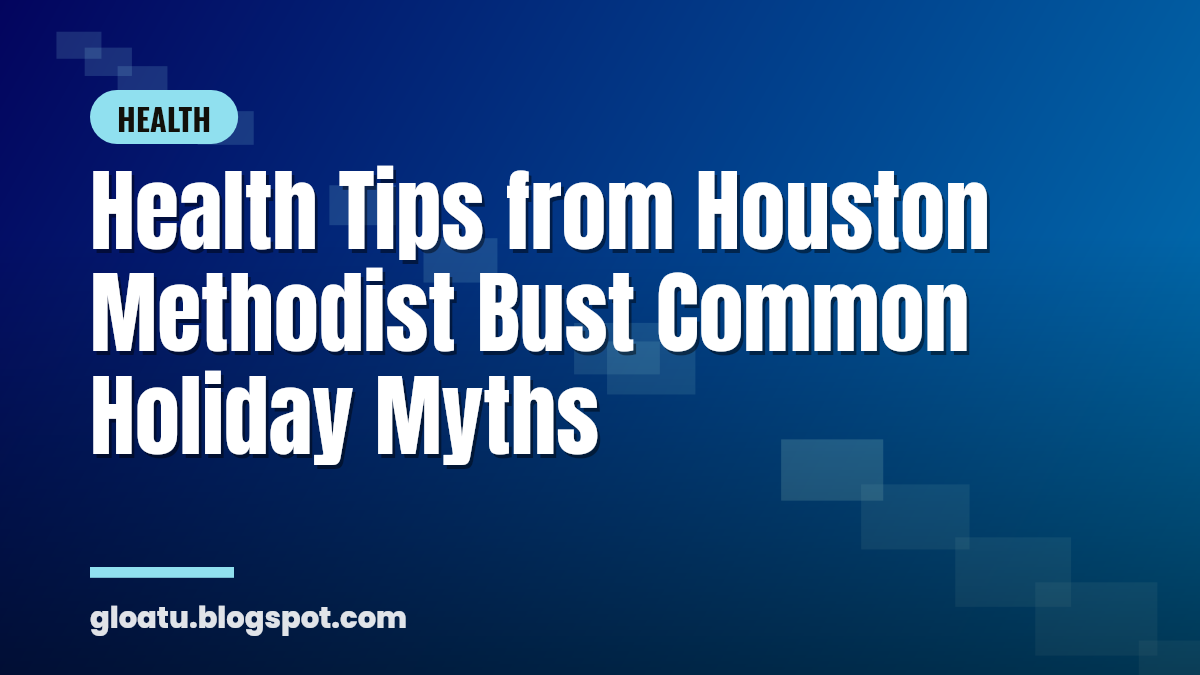 HEALTH
Health Tips from Houston
Methodist Bust Common
Holiday Myths
gloatu.blogspot.com